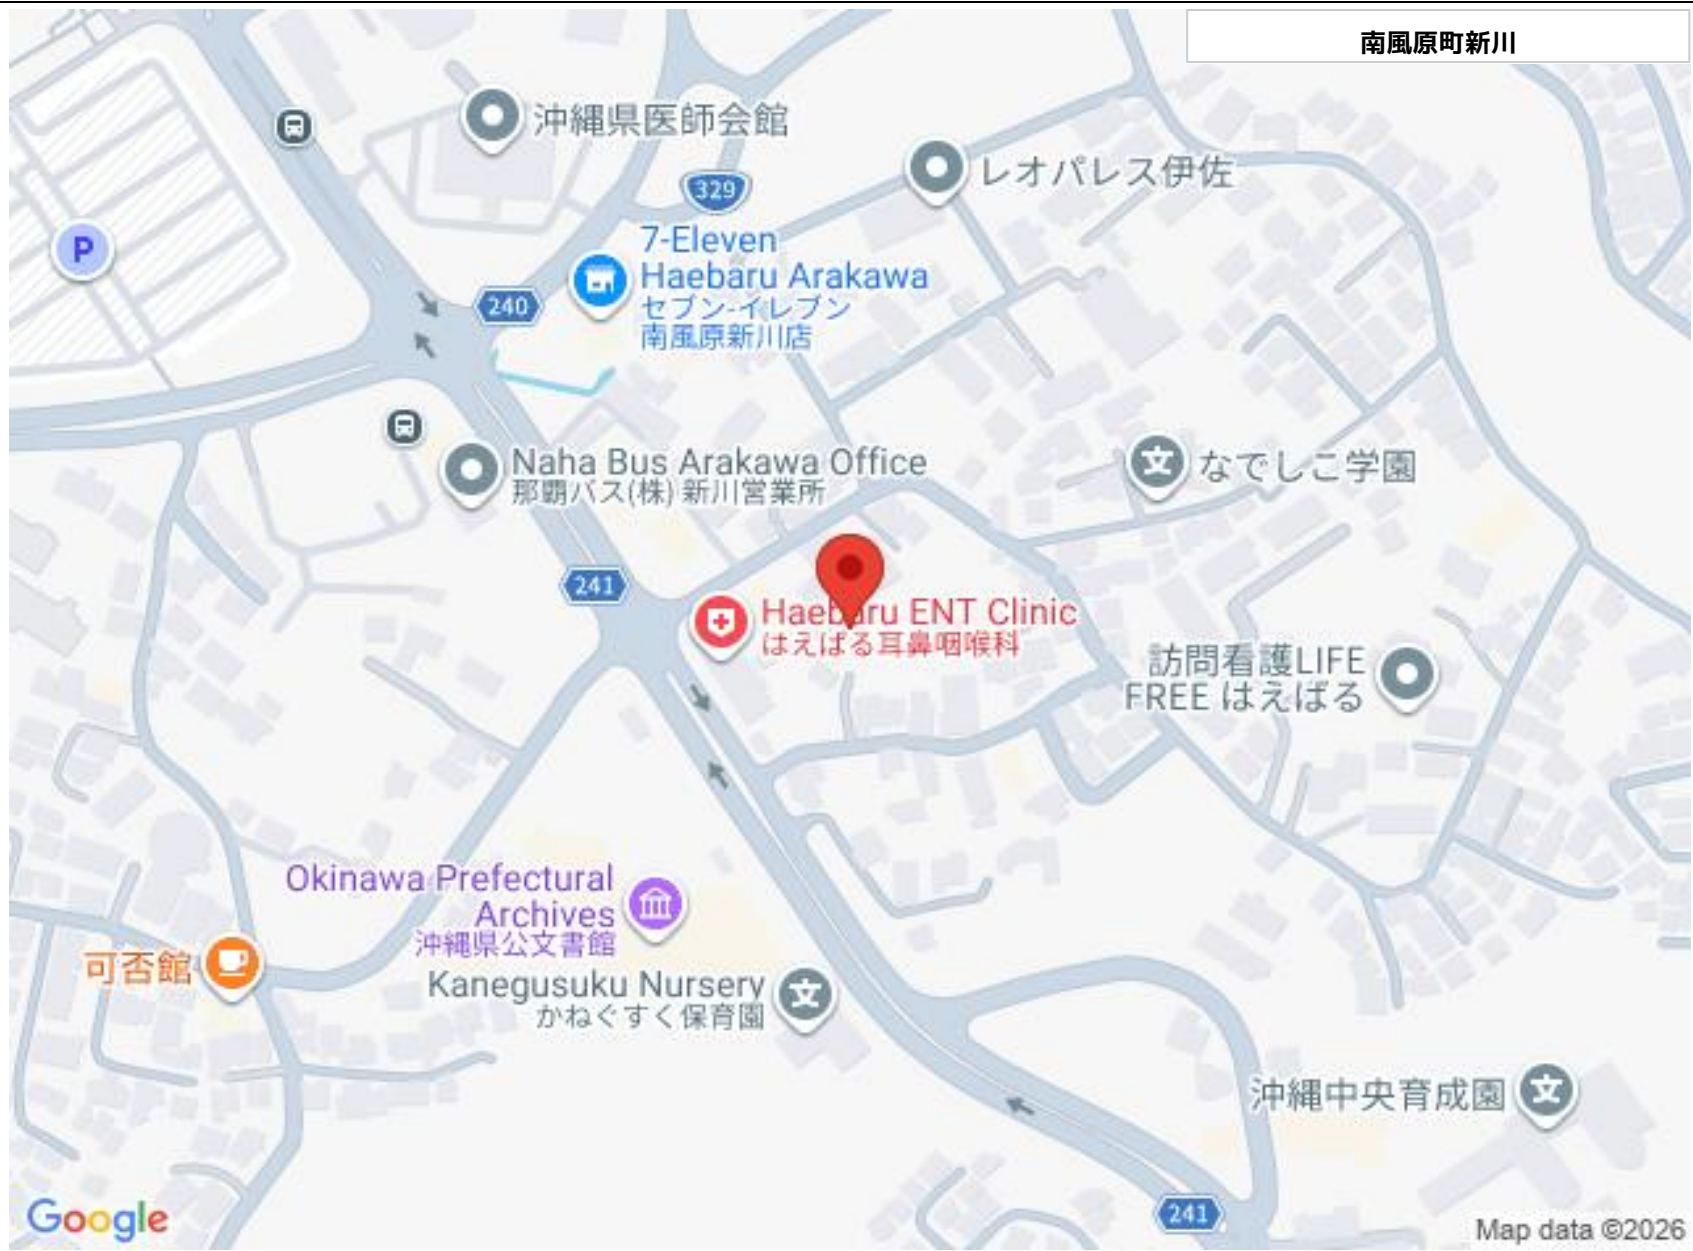 南風原町新川
沖縄県医師会館
レオパレス伊佐
329
7-Eleven
Haebaru Arakawa
セブン-イレブン
南風原新川店
P
240
Naha Bus Arakawa Office
那覇バス(株) 新川営業所
なでしこ学園
241
Haebaru ENT Clinic
はえばる耳鼻咽喉科
訪問看護LIFE
FREE はえばる
Okinawa Prefectural
Archives
沖縄県公文書館
可否館
Kanegusuku Nursery
かねぐすく保育園
沖縄中央育成園
241
Google
Map data ©2026